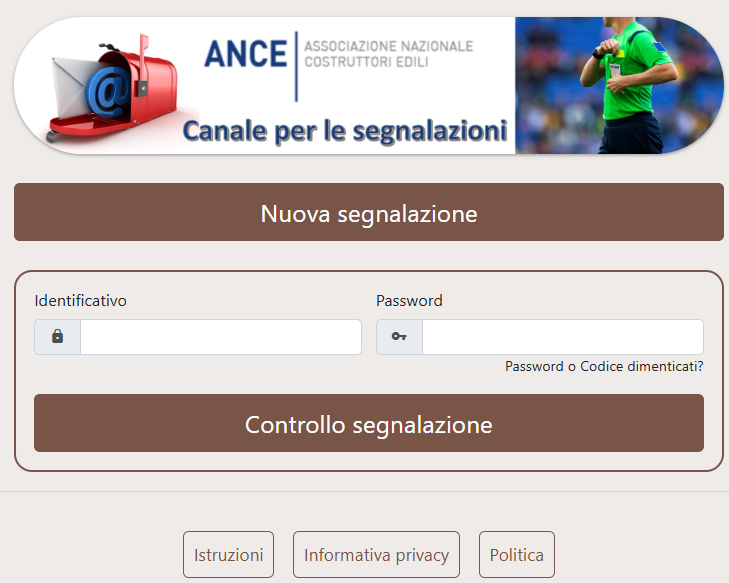 ANCE
ASSOCIAZIONE NAZIONALE
COSTRUTTORI EDILI
Canale per le segnalazioni
Nuova segnalazione
Identificativo
Password
Password o Codice dimenticati?
Controllo segnalazione
Istruzioni
Informativa privacy
Politica